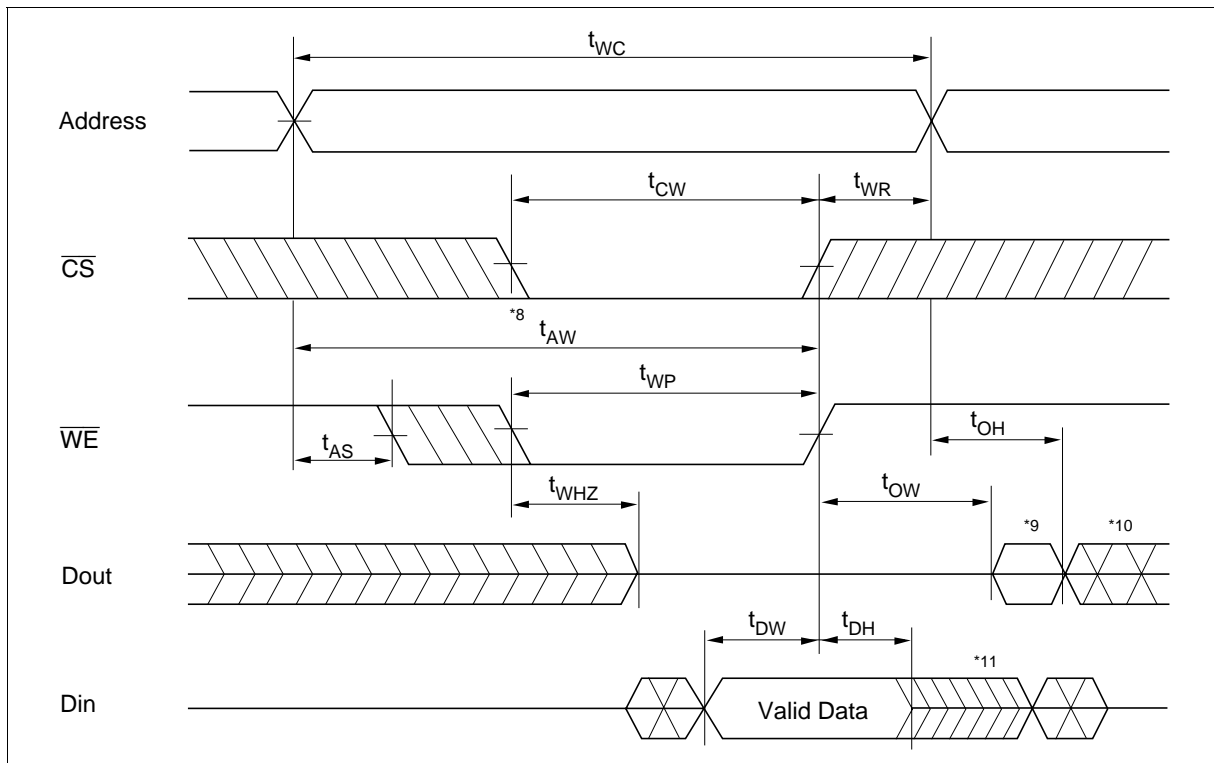 tWC
Address
tCW
tWR
CS
*8
tAW
tWP
WE
tAS
tOH
tWHZ
tOW
*9
*10
Dout
tDW
tDH
*11
Din
Valid Data